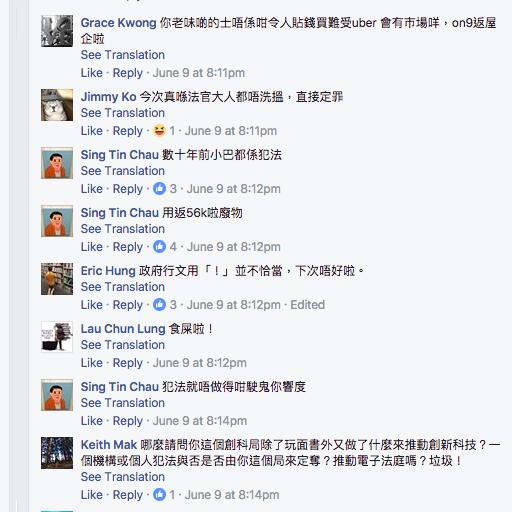 Grace Kwong 你老味啲的士唔係咁令人貼錢買難受uber 會有市場咩，on9返屋
企啦
See Translation
Like · Reply · June 9 at 8:11pm
Jimmy Ko 今次真喺法官大人都唔洗搵，直接定罪
See Translation
Like · Reply · 1 · June 9 at 8:11pm
Sing Tin Chau 數十年前小巴都係犯法
See Translation
Like · Reply · 3 · June 9 at 8:12pm
Sing Tin Chau 用返56k啦廢物
See Translation
Like · Reply · 4 · June 9 at 8:12pm
Eric Hung 政府行文用「！」並不恰當，下次唔好啦。
See Translation
Like · Reply · 3 · June 9 at 8:12pm · Edited
Lau Chun Lung 食屎啦！
See Translation
Like · Reply · June 9 at 8:12pm
Sing Tin Chau 犯法就唔做得咁駛鬼你響度
See Translation
Like · Reply · June 9 at 8:14pm
Keith Mak 哪麼請問你這個創科局除了玩面書外又做了什麼來推動創新科技？一
個機構或個人犯法與否是否由你這個局來定奪？推動電子法庭嗎？垃圾！
See Translation
Like · Reply · 1 · June 9 at 8:14pm